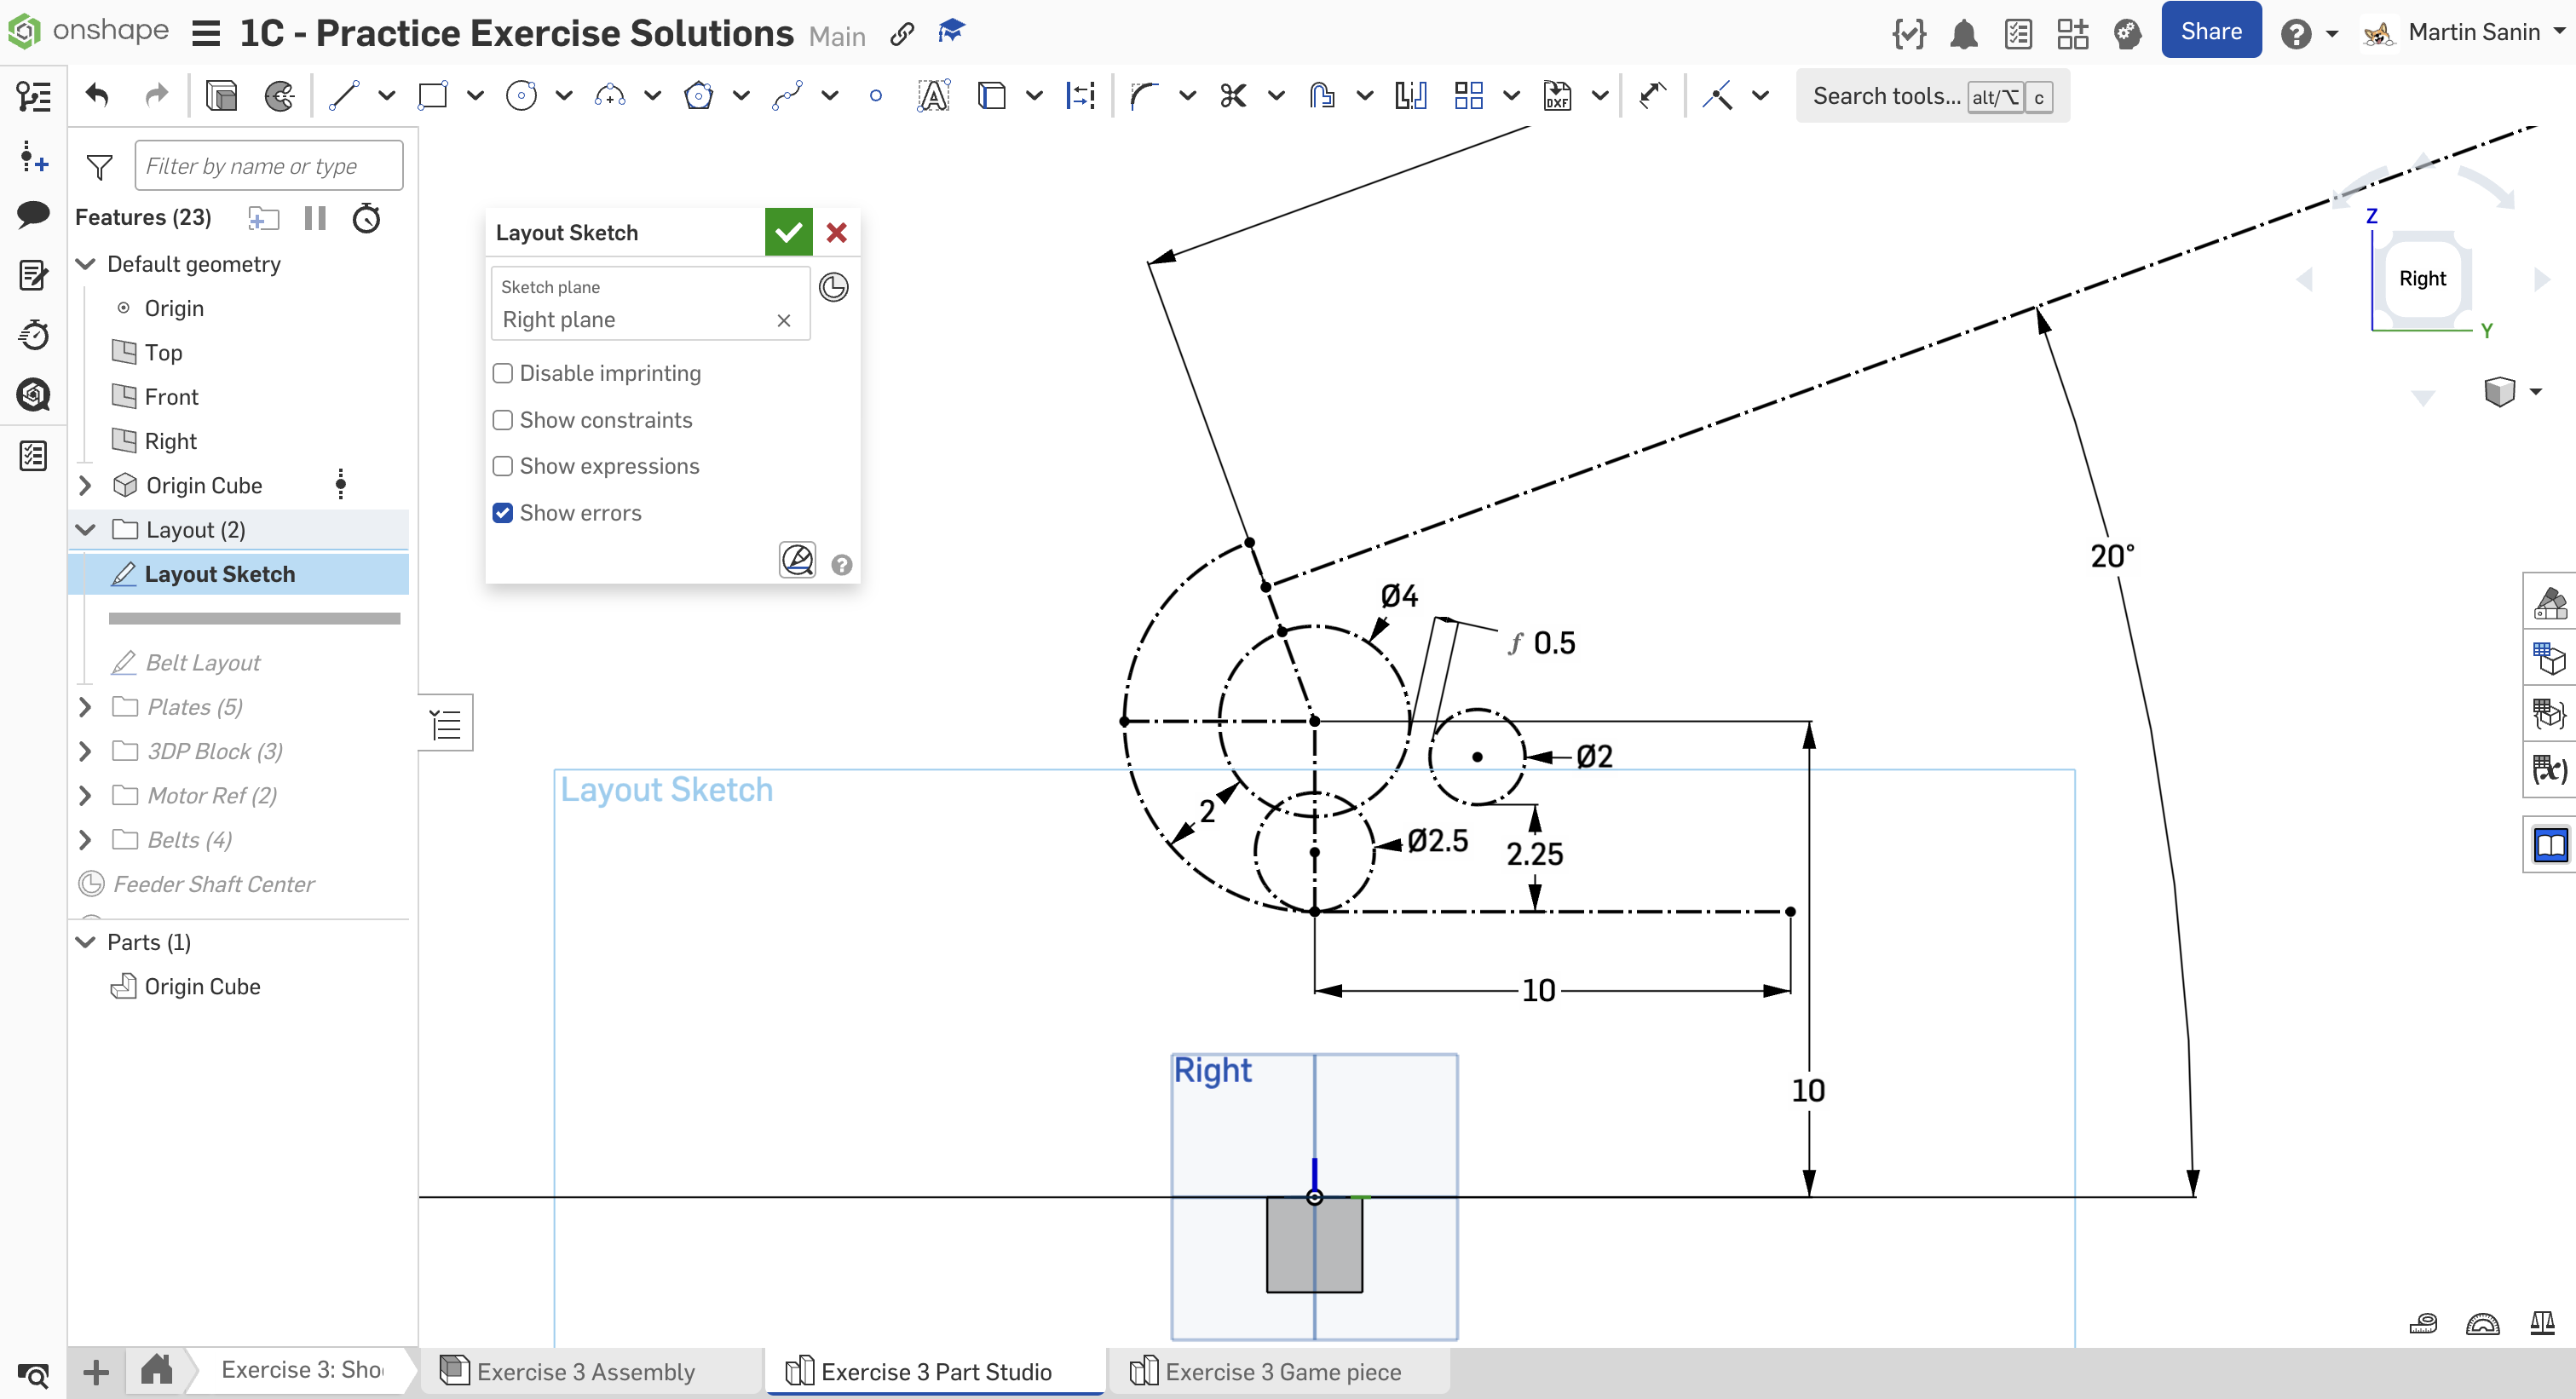 onshape
1C - Practice Exercise Solutions Main
Share
Martin Sanin
Search tools... alt/⌥ c
Filter by name or type
Features (23)
Default geometry
Origin
Top
Front
Right
Origin Cube
Layout (2)
Layout Sketch
Belt Layout
Plates (5)
3DP Block (3)
Motor Ref (2)
Belts (4)
Feeder Shaft Center
Parts (1)
Origin Cube
Layout Sketch
Sketch plane
Right plane
Disable imprinting
Show constraints
Show expressions
Show errors
Z
Right
Y
20°
Ø4
ƒ 0.5
Ø2
2
Ø2.5
2.25
10
10
Layout Sketch
Right
DXF
(x)
Exercise 3: Sho
Exercise 3 Assembly
Exercise 3 Part Studio
Exercise 3 Game piece